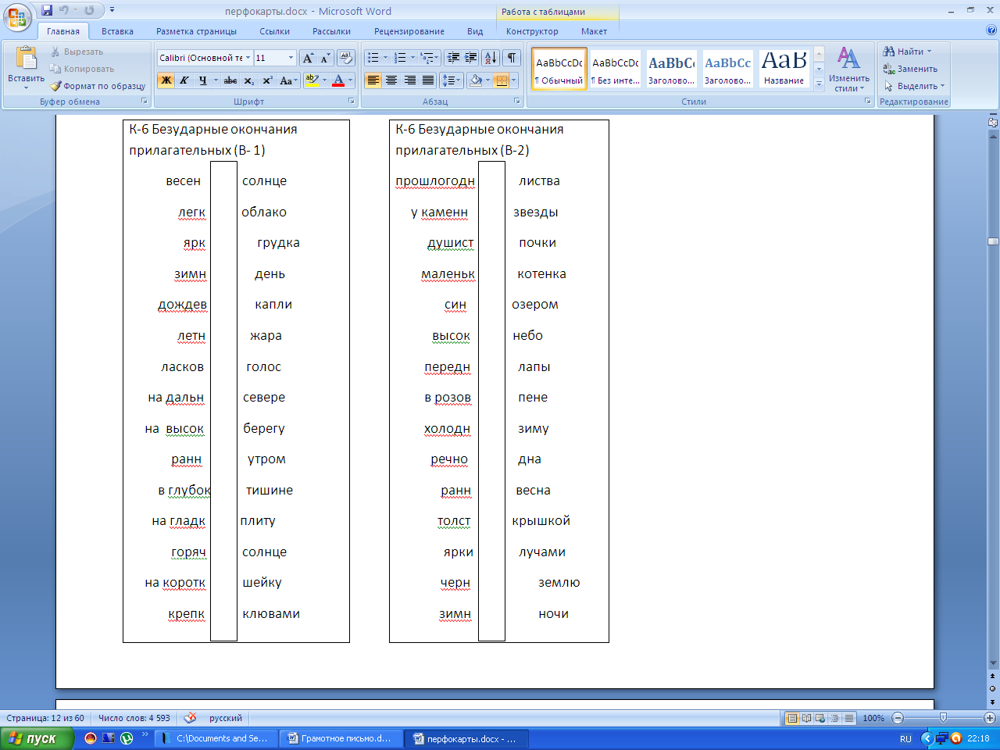 перфокарты.docx - Microsoft Word
Работа с таблицами
Главная Вставка Разметка страницы Ссылки Рассылки Рецензирование Вид Конструктор Макет
Вставить
Вырезать
Копировать
Формат по образцу
Буфер обмена
Calibri (Основной те 11
Ж К Ч abc x₂ x² Aa
Шрифт
Абзац
AaBbCcDc AaBbCcDc AaBbCc AaBbCc AaB
¶ Обычный ¶ Без инте... Заголово... Заголово... Название
Изменить стили
Стили
Найти
Заменить
Выделить
Редактирование
К-6 Безударные окончания
прилагательных (В- 1)
весен солнце
легк облако
ярк грудка
зимн день
дождев капли
летн жара
ласков голос
на дальн севере
на высок берегу
ранн утром
в глубок тишине
на гладк плиту
горяч солнце
на коротк шейку
крепк клювами
К-6 Безударные окончания
прилагательных (В-2)
прошлогодн листва
у каменн звезды
душист почки
маленьк котенка
син озером
высок небо
передн лапы
в розов пене
холодн зиму
речно дна
ранн весна
толст крышкой
ярки лучами
черн землю
зимн ночи
Страница: 12 из 60 Число слов: 4 593 русский 100%
пуск C:\Documents and Se... Грамотное письмо.d... перфокарты.docx - ... RU 22:18